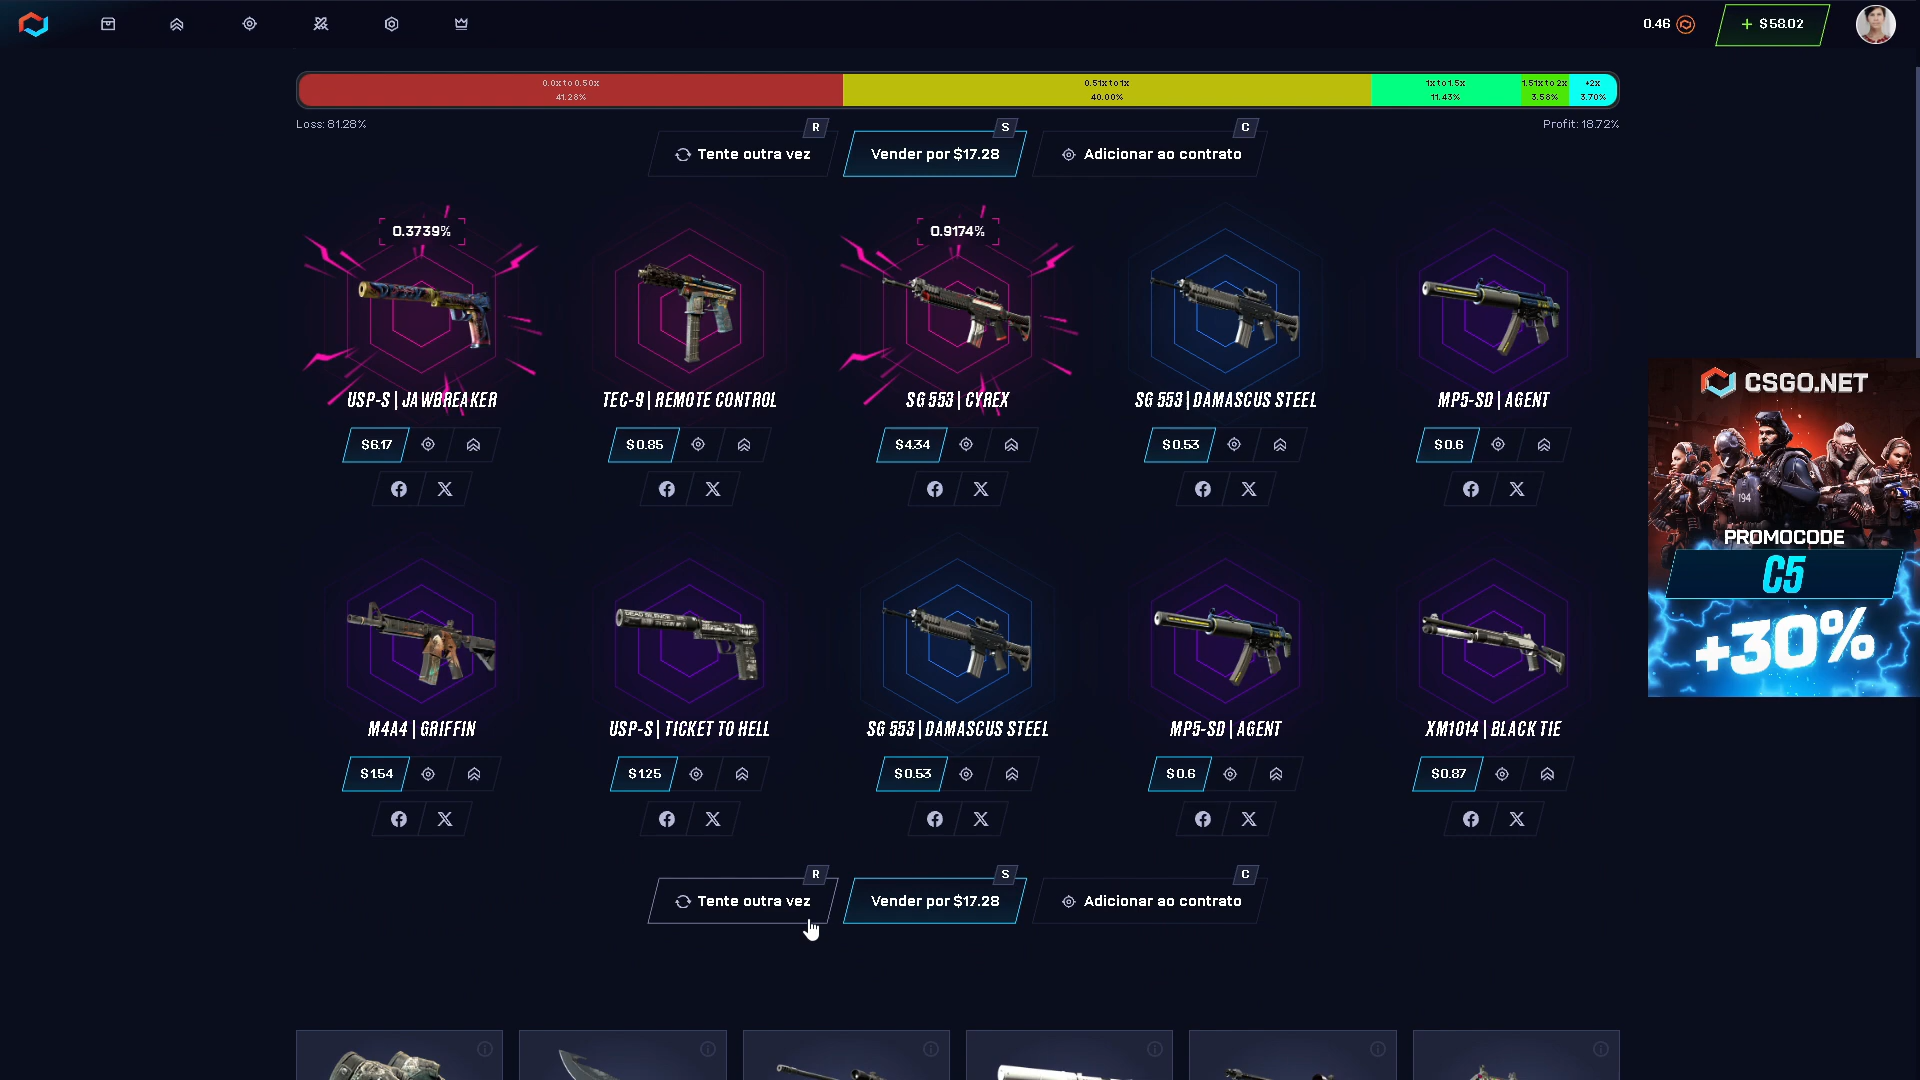 0.46
+ $58.02
0.0x to 0.50x
41.28%
0.51x to 1x
40.00%
1x to 1.5x
11.43%
1.51x to 2x
3.58%
+2x
3.70%
Loss: 81.28%
Profit: 18.72%
R
Tente outra vez
S
Vender por $17.28
C
Adicionar ao contrato
0.3739%
0.9174%
USP-S | JAWBREAKER
TEC-9 | REMOTE CONTROL
SG 553 | CYREX
SG 553 | DAMASCUS STEEL
MP5-SD | AGENT
$6.17
$0.85
$4.34
$0.53
$0.6
CSGO.NET
194
PROMOCODE
C5
+30%
M4A4 | GRIFFIN
USP-S | TICKET TO HELL
SG 553 | DAMASCUS STEEL
MP5-SD | AGENT
XM1014 | BLACK TIE
$1.54
$1.25
$0.53
$0.6
$0.87
R
Tente outra vez
S
Vender por $17.28
C
Adicionar ao contrato